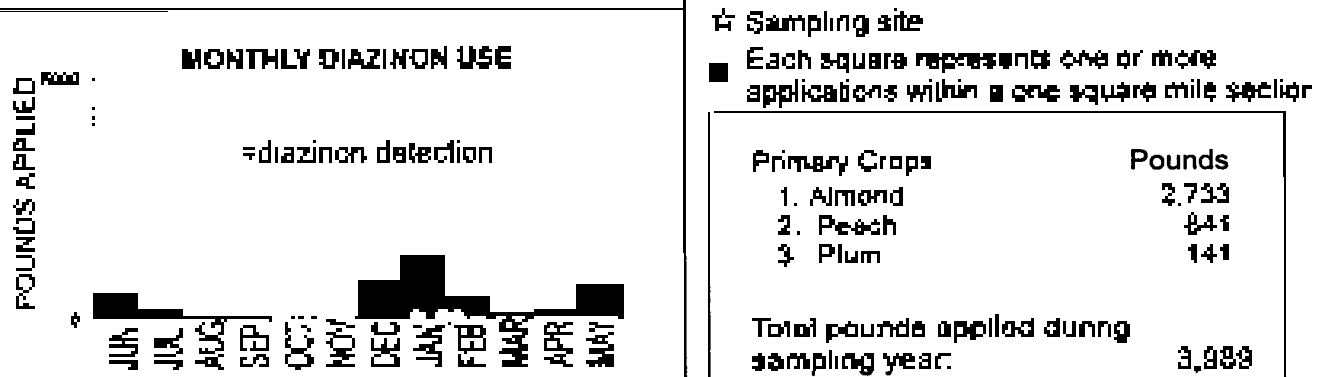 MONTHLY DIAZINON USE
POUNDS APPLIED
=diazinon detection
0
JUN JUL AUG SEP OCT NOV DEC JAN FEB MAR APR MAY
☆ Sampling site
■ Each square represents one or more
applications within a one square mile section
Primary Crops Pounds
1. Almond 2,733
2. Peach 841
3 Plum 141
Total pounds applied during
sampling year: 3,989